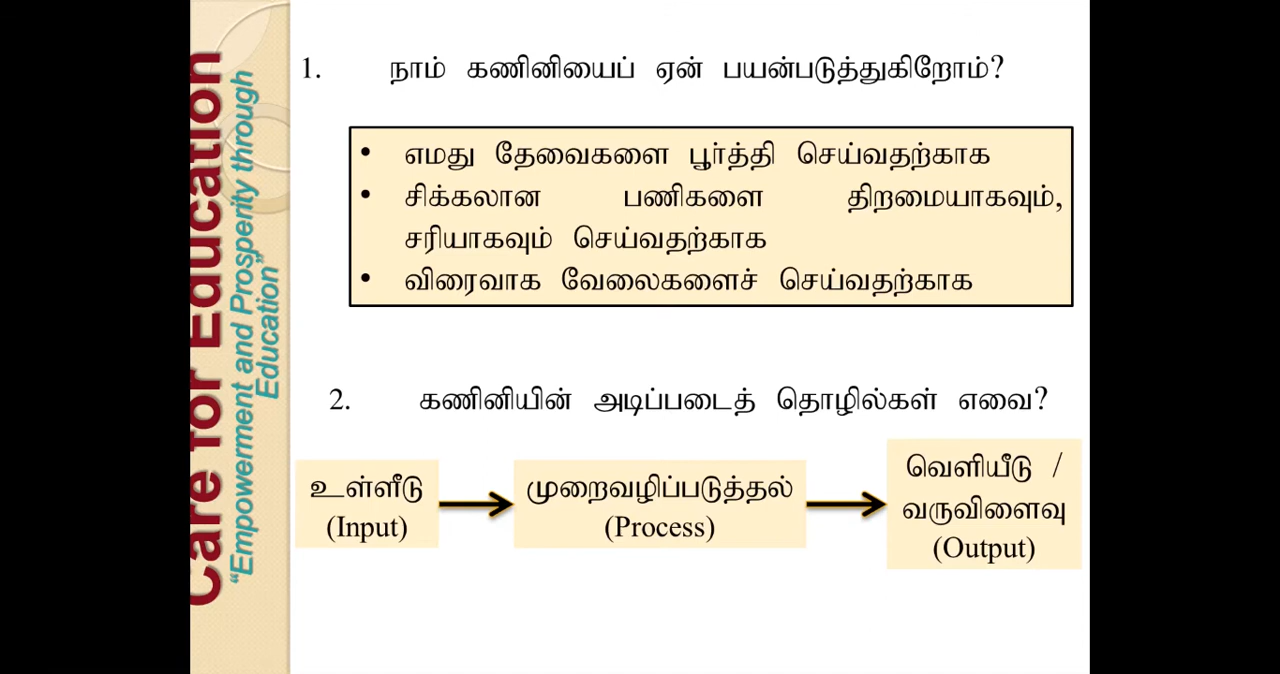 Care for Education
“Empowerment and Prosperity through
Education”
1. நாம் கணினியைப் ஏன் பயன்படுத்துகிறோம்?
• எமது தேவைகளை பூர்த்தி செய்வதற்காக
• சிக்கலான பணிகளை திறமையாகவும்,
சரியாகவும் செய்வதற்காக
• விரைவாக வேலைகளைச் செய்வதற்காக
2. கணினியின் அடிப்படைத் தொழில்கள் எவை?
உள்ளீடு
(Input)
முறைவழிப்படுத்தல்
(Process)
வெளியீடு /
வருவிளைவு
(Output)